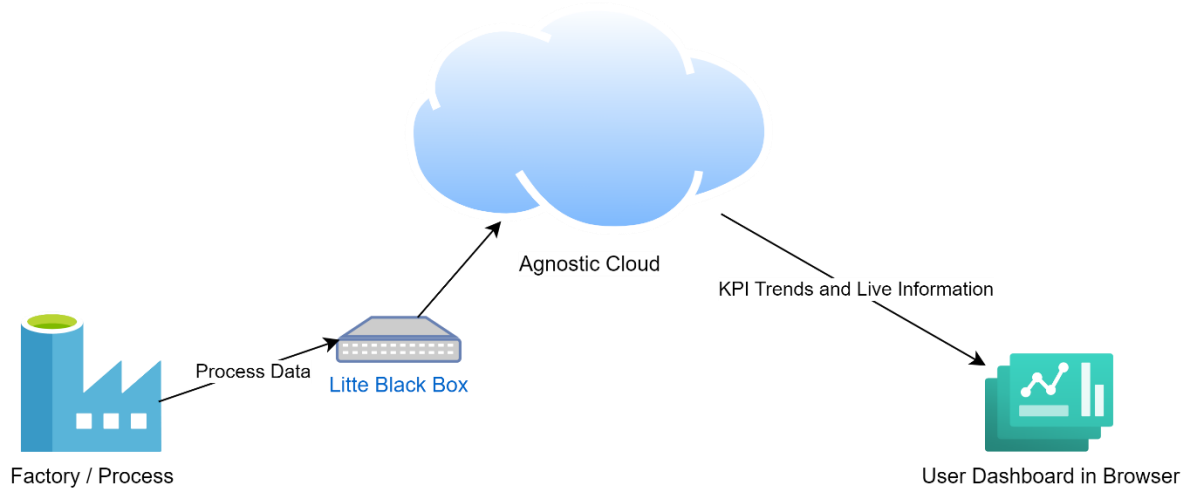 Agnostic Cloud
KPI Trends and Live Information
Process Data
Litte Black Box
Factory / Process
User Dashboard in Browser